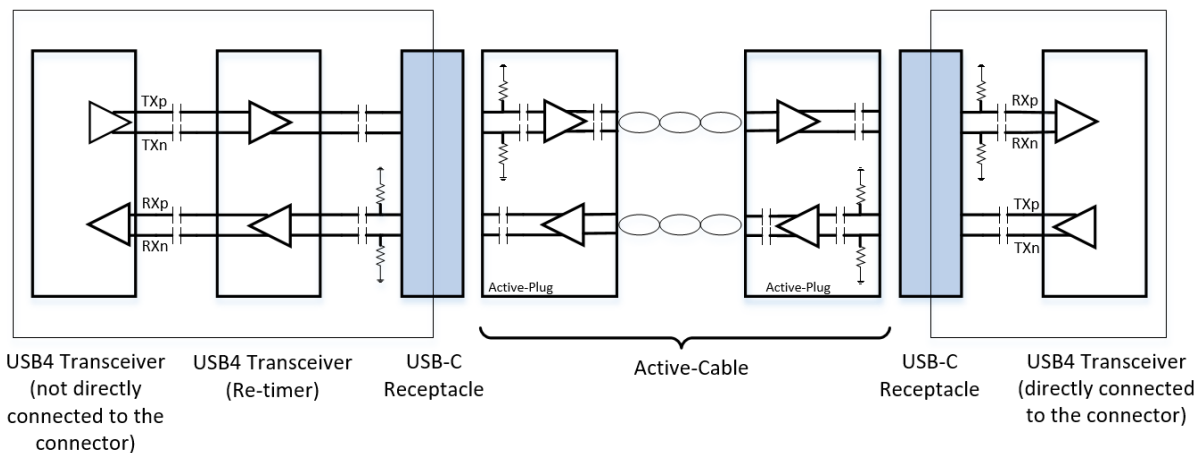 TXp
TXn
RXp
RXn
Active-Plug
Active-Plug
RXp
RXn
TXp
TXn
USB4 Transceiver
(not directly
connected to the
connector)
USB4 Transceiver
(Re-timer)
USB-C
Receptacle
Active-Cable
USB-C
Receptacle
USB4 Transceiver
(directly connected
to the connector)